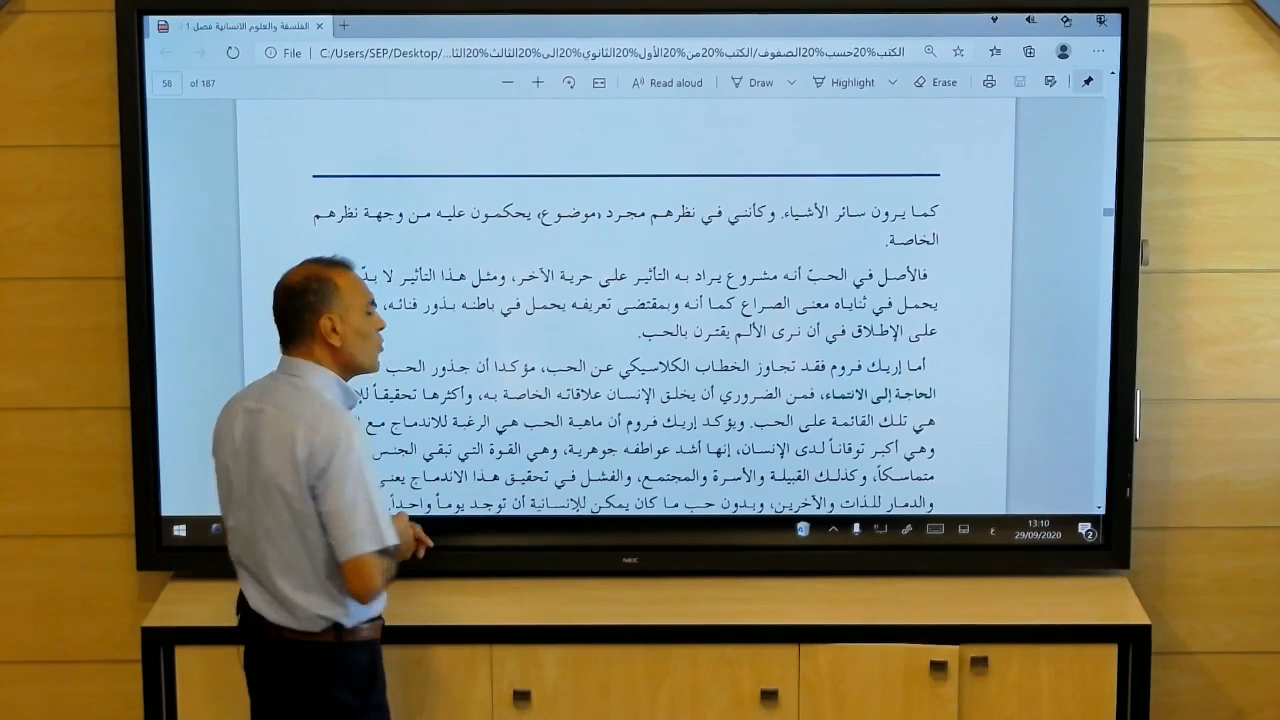 الفلسفة والعلوم الانسانية فصل 1
File C:/Users/SEP/Desktop/...الكتب%20حسب%20الصفوف/الكتب%20من%20الأول%20الثانوي%20الى%20الثالث%20الثا
58 of 187
Read aloud Draw Highlight Erase
كما يرون سائر الأشياء. وكأنني في نظرهم مجرد «موضوع» يحكمون عليه من وجهة نظرهم
الخاصة.
فالأصل في الحبّ أنه مشروع يراد به التأثير على حرية الآخر، ومثل هذا التأثير لا بدّ
يحمل في ثناياه معنى الصراع كما أنه وبمقتضى تعريفه يحمل في باطنه بذور فنائه،
على الإطلاق في أن نرى الألم يقترن بالحب.
أما إريك فروم فقد تجاوز الخطاب الكلاسيكي عن الحب، مؤكدا أن جذور الحب
الحاجة إلى الانتماء، فمن الضروري أن يخلق الإنسان علاقاته الخاصة به، وأكثرها تحقيقاً
هي تلك القائمة على الحب. ويؤكد إريك فروم أن ماهية الحب هي الرغبة للاندماج مع
وهي أكبر توقاناً لدى الإنسان، إنها أشد عواطفه جوهرية، وهي القوة التي تبقي الجنس
متماسكاً، وكذلك القبيلة والأسرة والمجتمع، والفشل في تحقيق هذا الاندماج يعني
والدمار للذات والآخرين، وبدون حب ما كان يمكن للإنسانية أن توجد يوماً واحداً.
ع 13:10
29/09/2020
2
NEC